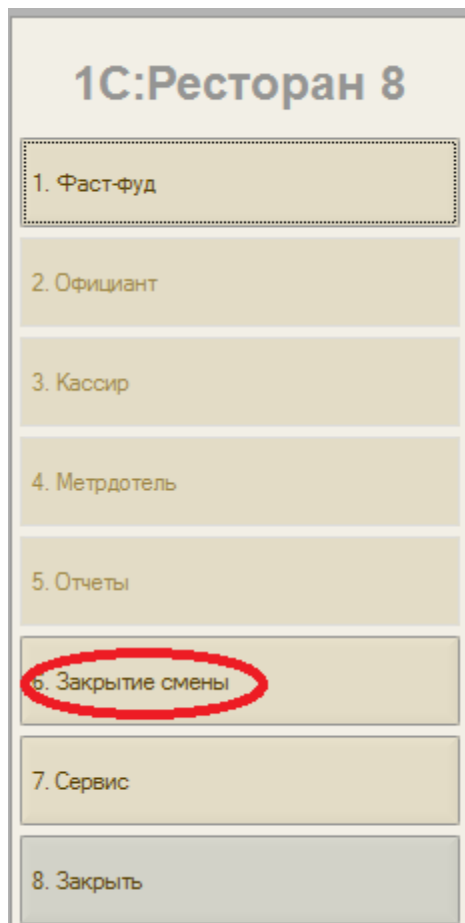 1С:Ресторан 8
1. Фаст-фуд
2. Официант
3. Кассир
4. Метрдотель
5. Отчеты
6. Закрытие смены
7. Сервис
8. Закрыть